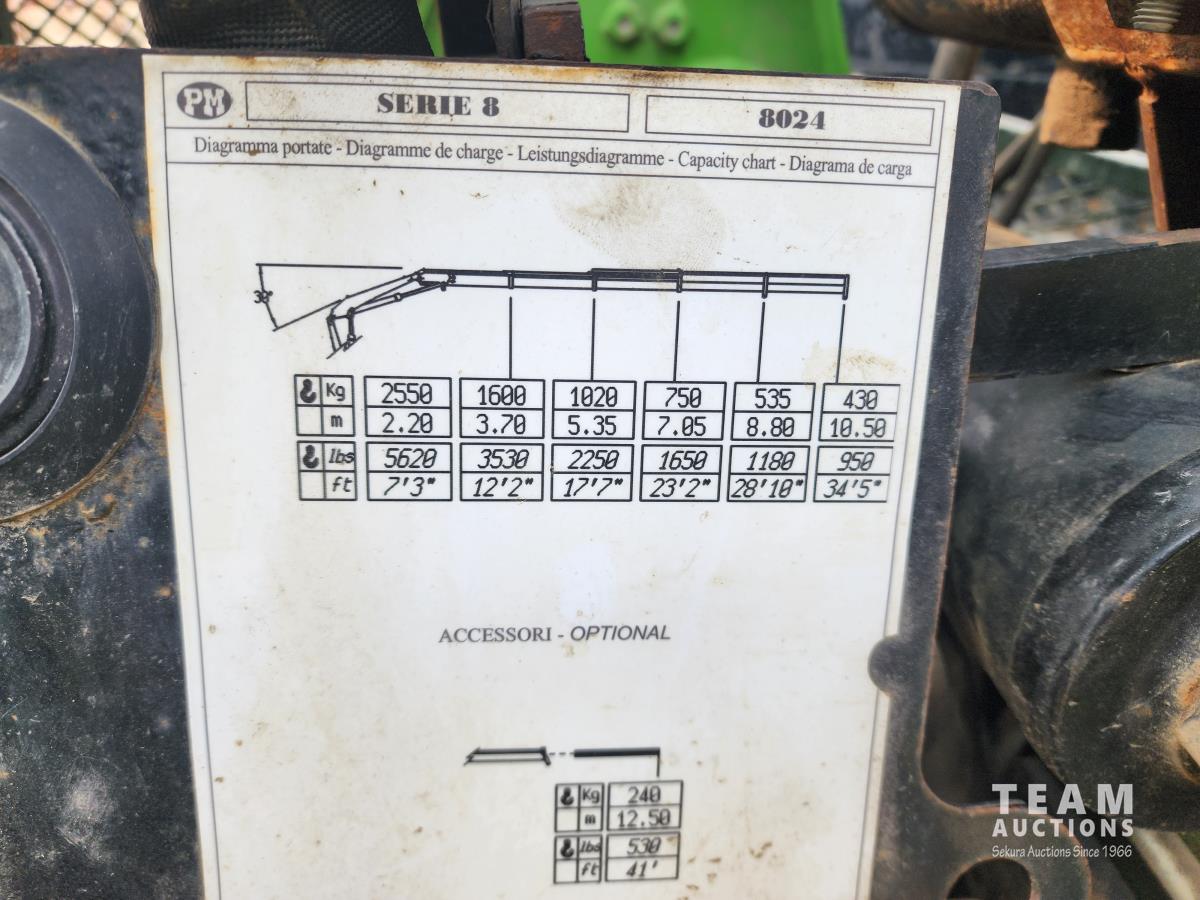 PM SERIE 8 8024
Diagramma portate - Diagramme de charge - Leistungsdiagramme - Capacity chart - Diagrama de carga
Kg 2550 1600 1020 750 535 430
m 2.20 3.70 5.35 7.05 8.80 10.50
lbs 5620 3530 2250 1650 1180 950
ft 7'3" 12'2" 17'7" 23'2" 28'10" 34'5"
ACCESSORI - OPTIONAL
Kg 240
m 12.50
lbs 530
ft 41'
TEAM
AUCTIONS
Sekura Auctions Since 1966